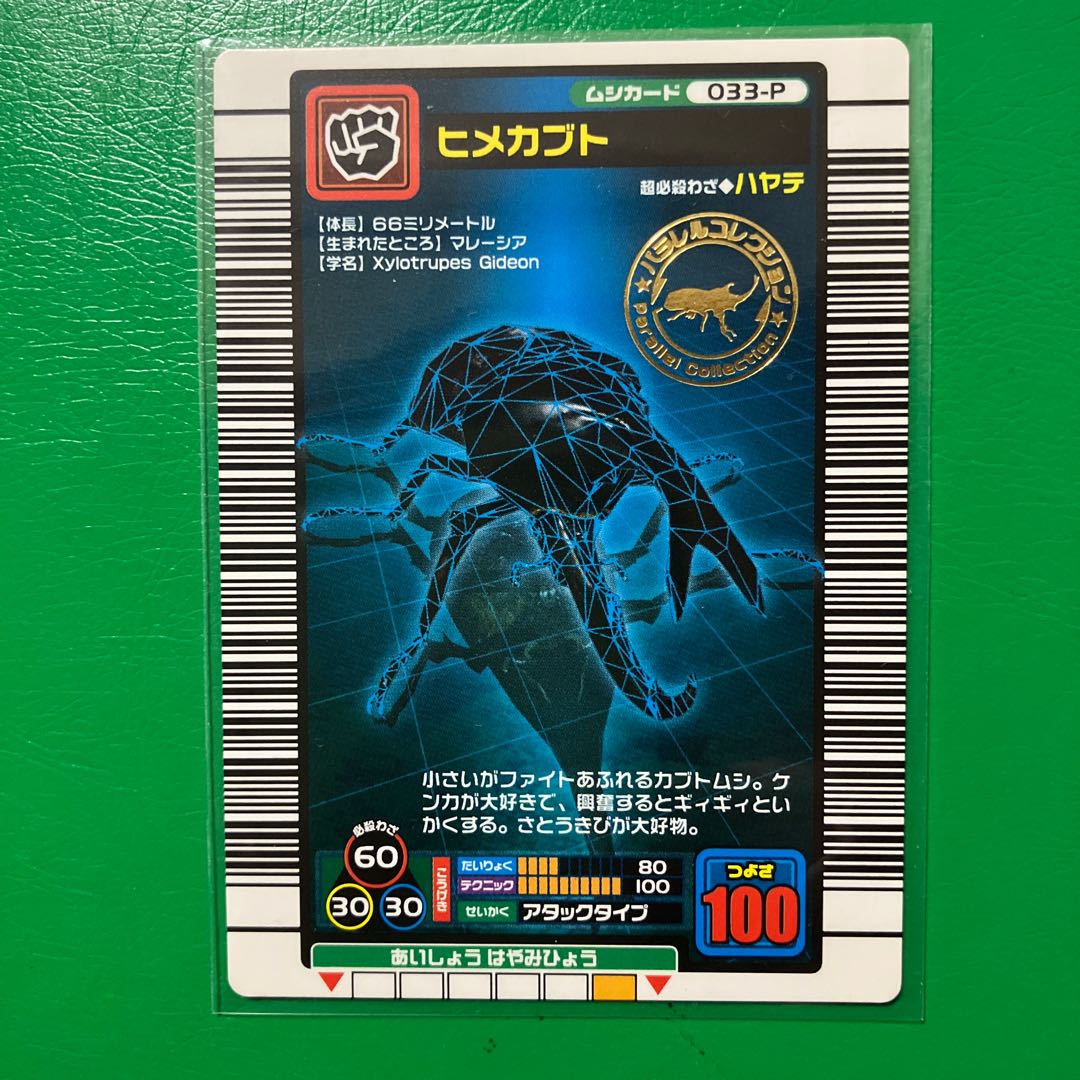 ムシカード 033-P
ヒメカブト
超必殺わざ◆ハヤテ
【体長】66ミリメートル
【生まれたところ】マレーシア
【学名】Xylotrupes Gideon
★パラレルコレクション★
Parallel Collection
小さいがファイトあふれるカブトムシ。ケ
ンカが大好きで、興奮するとギィギィとい
かくする。さとうきびが大好物。
必殺わざ
60
30 30
こうげき
たいりょく 80
テクニック 100
せいかく アタックタイプ
つよさ
100
あいしょう はやみひょう